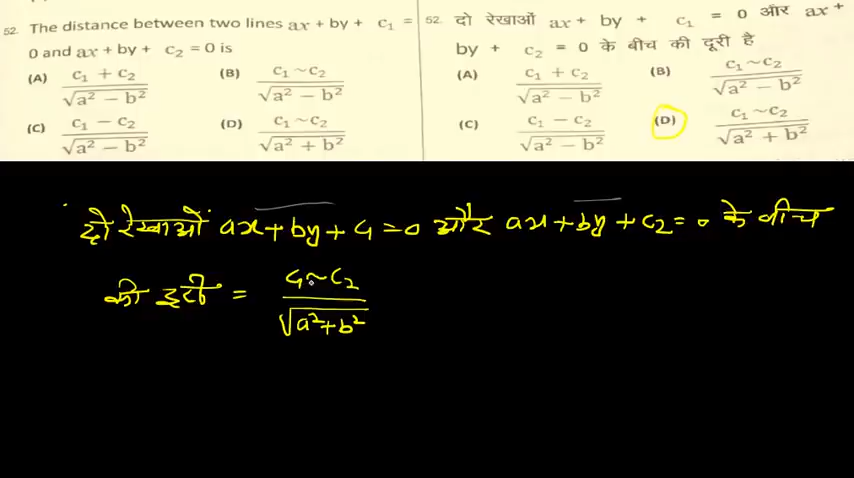 52. The distance between two lines ax + by + c₁ =
0 and ax + by + c₂ = 0 is
(A) (c₁ + c₂)/√(a² − b²) (B) (c₁ ~ c₂)/√(a² − b²)
(C) (c₁ − c₂)/√(a² − b²) (D) (c₁ ~ c₂)/√(a² + b²)
52. दो रेखाओं ax + by + c₁ = 0 और ax +
by + c₂ = 0 के बीच की दूरी है
(A) (c₁ + c₂)/√(a² − b²) (B) (c₁ ~ c₂)/√(a² − b²)
(C) (c₁ − c₂)/√(a² − b²) (D) (c₁ ~ c₂)/√(a² + b²)
दो रेखाओं ax + by + c₁ = 0 और ax + by + c₂ = 0 के बीच
की दूरी = (c₁ ~ c₂)/√(a² + b²)